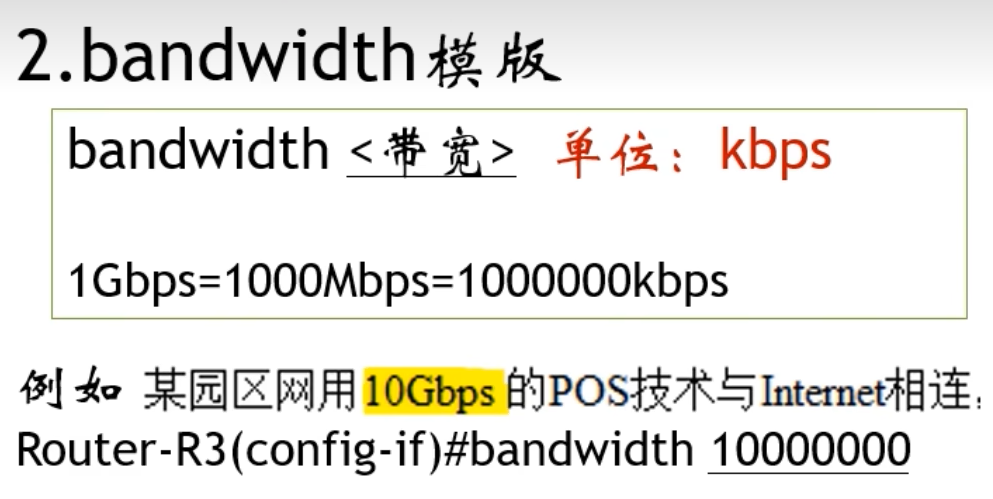 2.bandwidth模版
bandwidth <带宽> 单位：kbps
1Gbps=1000Mbps=1000000kbps
例如 某园区网用10Gbps的POS技术与Internet相连;
Router-R3(config-if)#bandwidth 10000000